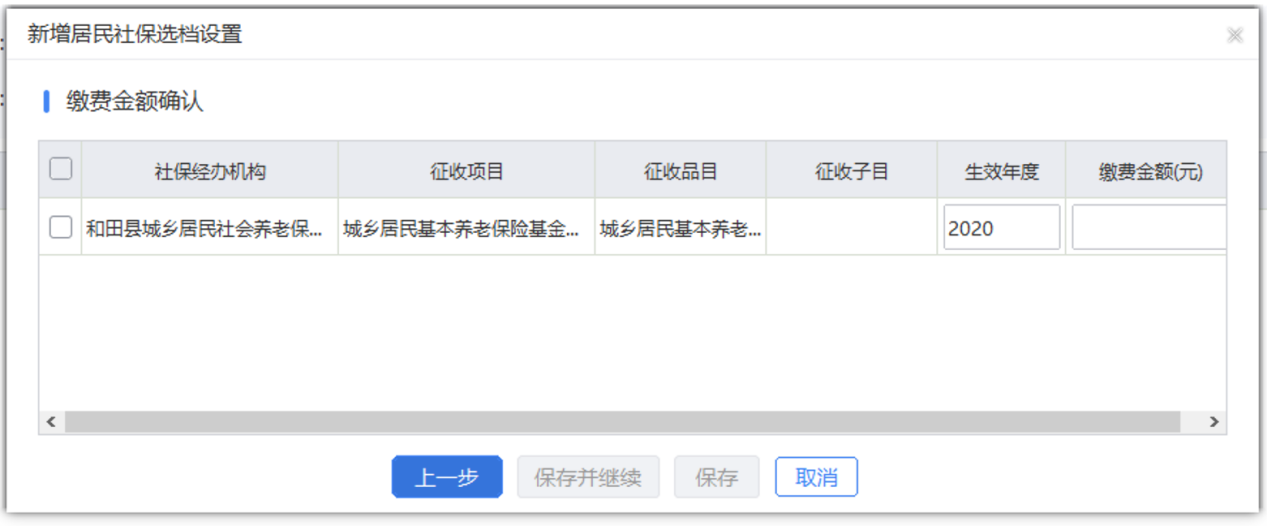 新增居民社保选档设置
缴费金额确认
社保经办机构 征收项目 征收品目 征收子目 生效年度 缴费金额(元)
和田县城乡居民社会养老保... 城乡居民基本养老保险基金... 城乡居民基本养老... 2020
上一步 保存并继续 保存 取消